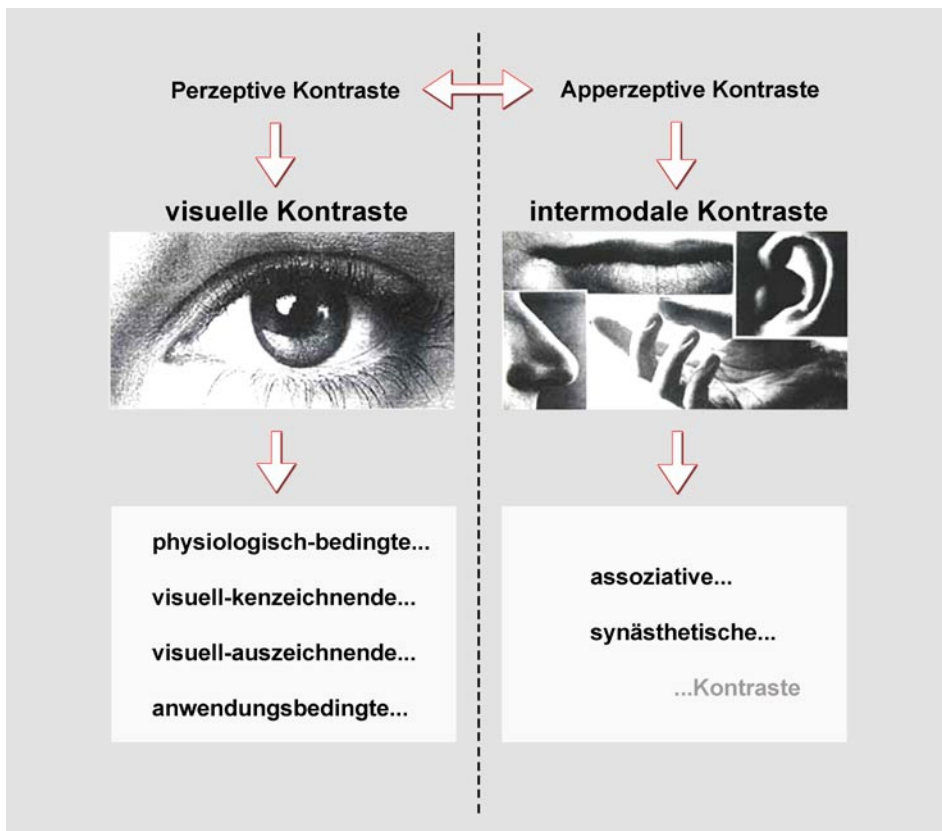 Perzeptive Kontraste
Apperzeptive Kontraste
visuelle Kontraste
intermodale Kontraste
physiologisch-bedingte...
visuell-kenzeichnende...
visuell-auszeichnende...
anwendungsbedingte...
assoziative...
synästhetische...
...Kontraste